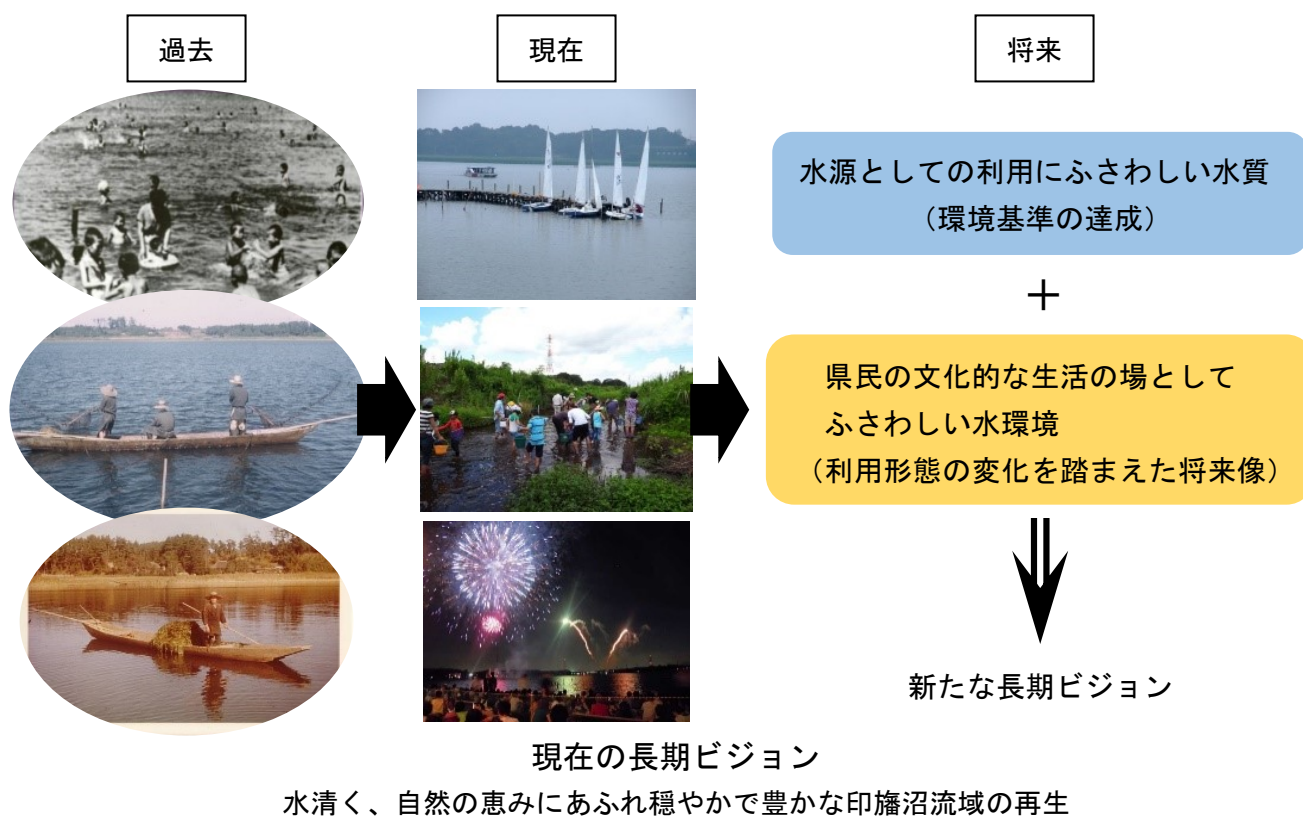 過去
現在
将来
水源としての利用にふさわしい水質
（環境基準の達成）
＋
県民の文化的な生活の場として
ふさわしい水環境
（利用形態の変化を踏まえた将来像）
新たな長期ビジョン
現在の長期ビジョン
水清く、自然の恵みにあふれ穏やかで豊かな印旛沼流域の再生